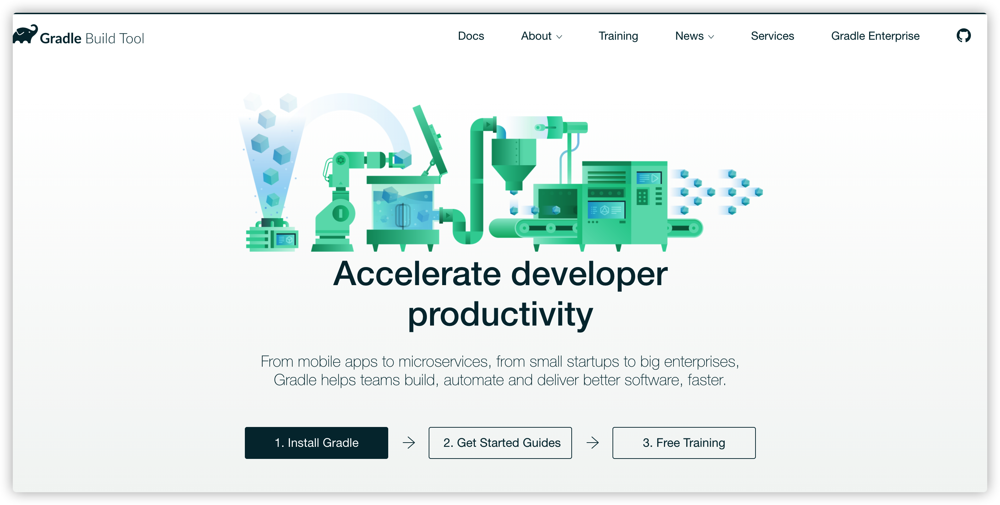 Gradle Build Tool
Docs
About
Training
News
Services
Gradle Enterprise
Accelerate developer
productivity
From mobile apps to microservices, from small startups to big enterprises,
Gradle helps teams build, automate and deliver better software, faster.
1. Install Gradle
2. Get Started Guides
3. Free Training